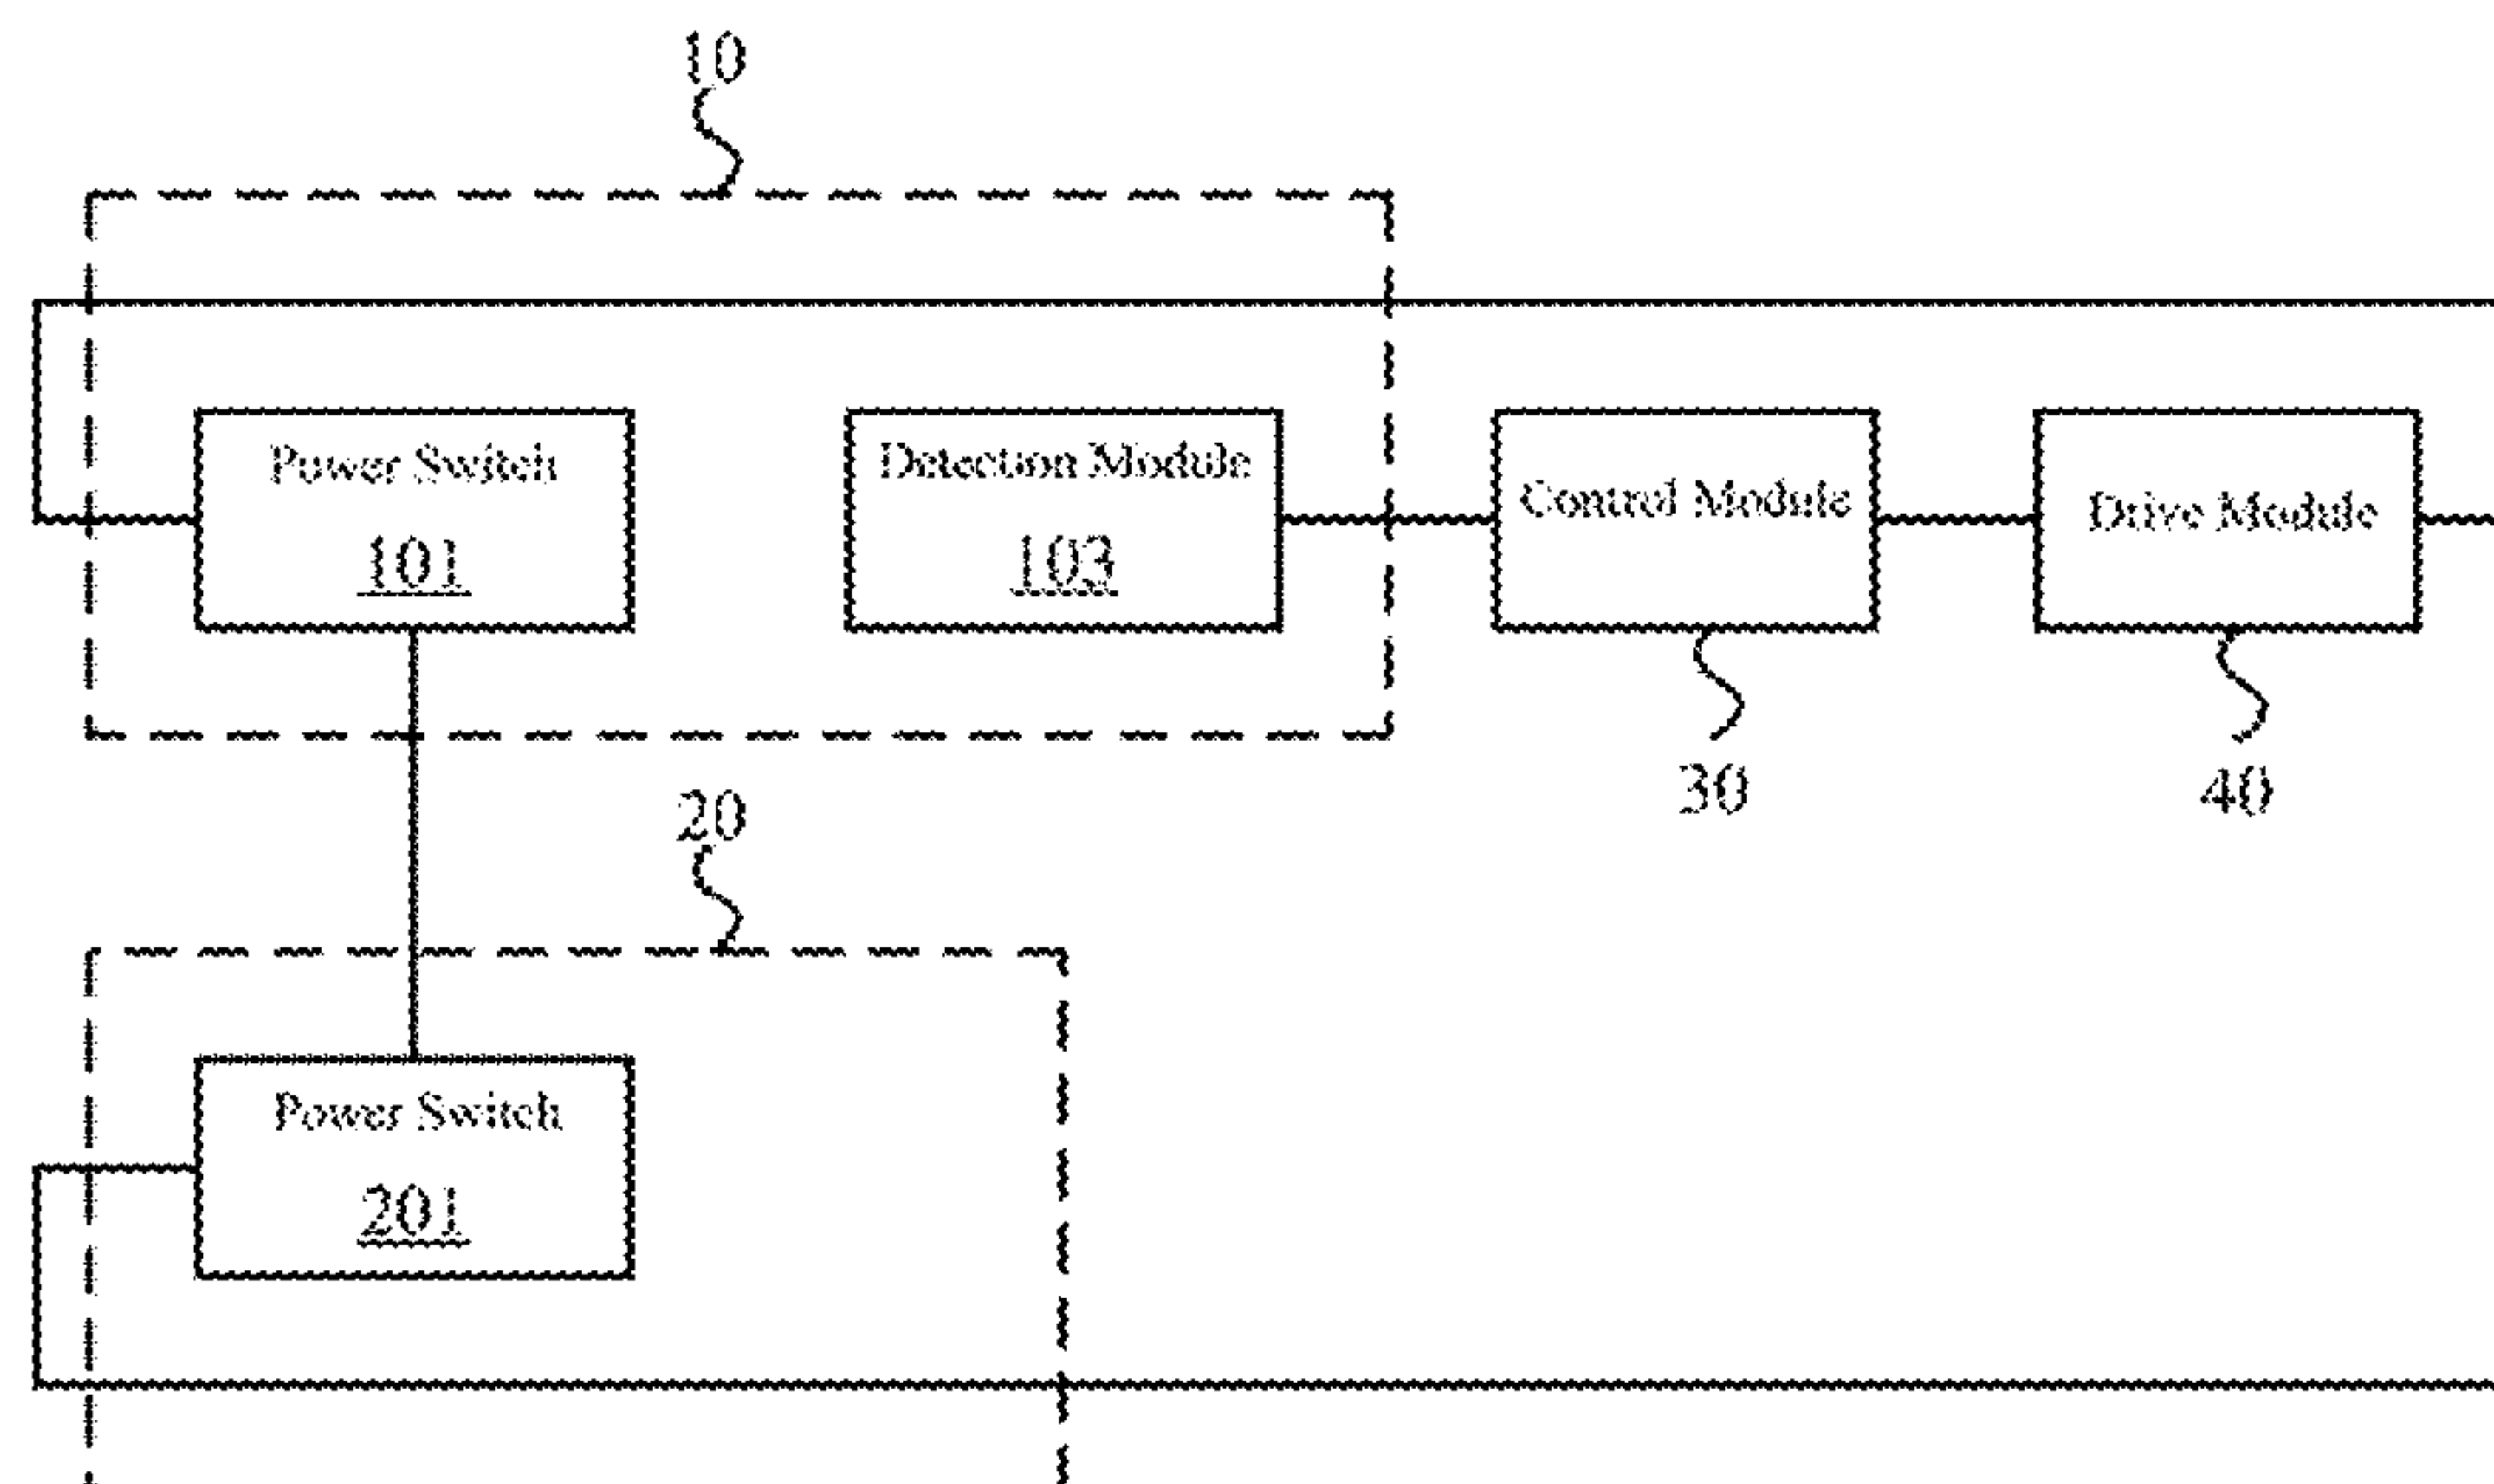 10
Power Switch
101
Detection Module
103
Control Module
Drive Module
30
40
20
Power Switch
201